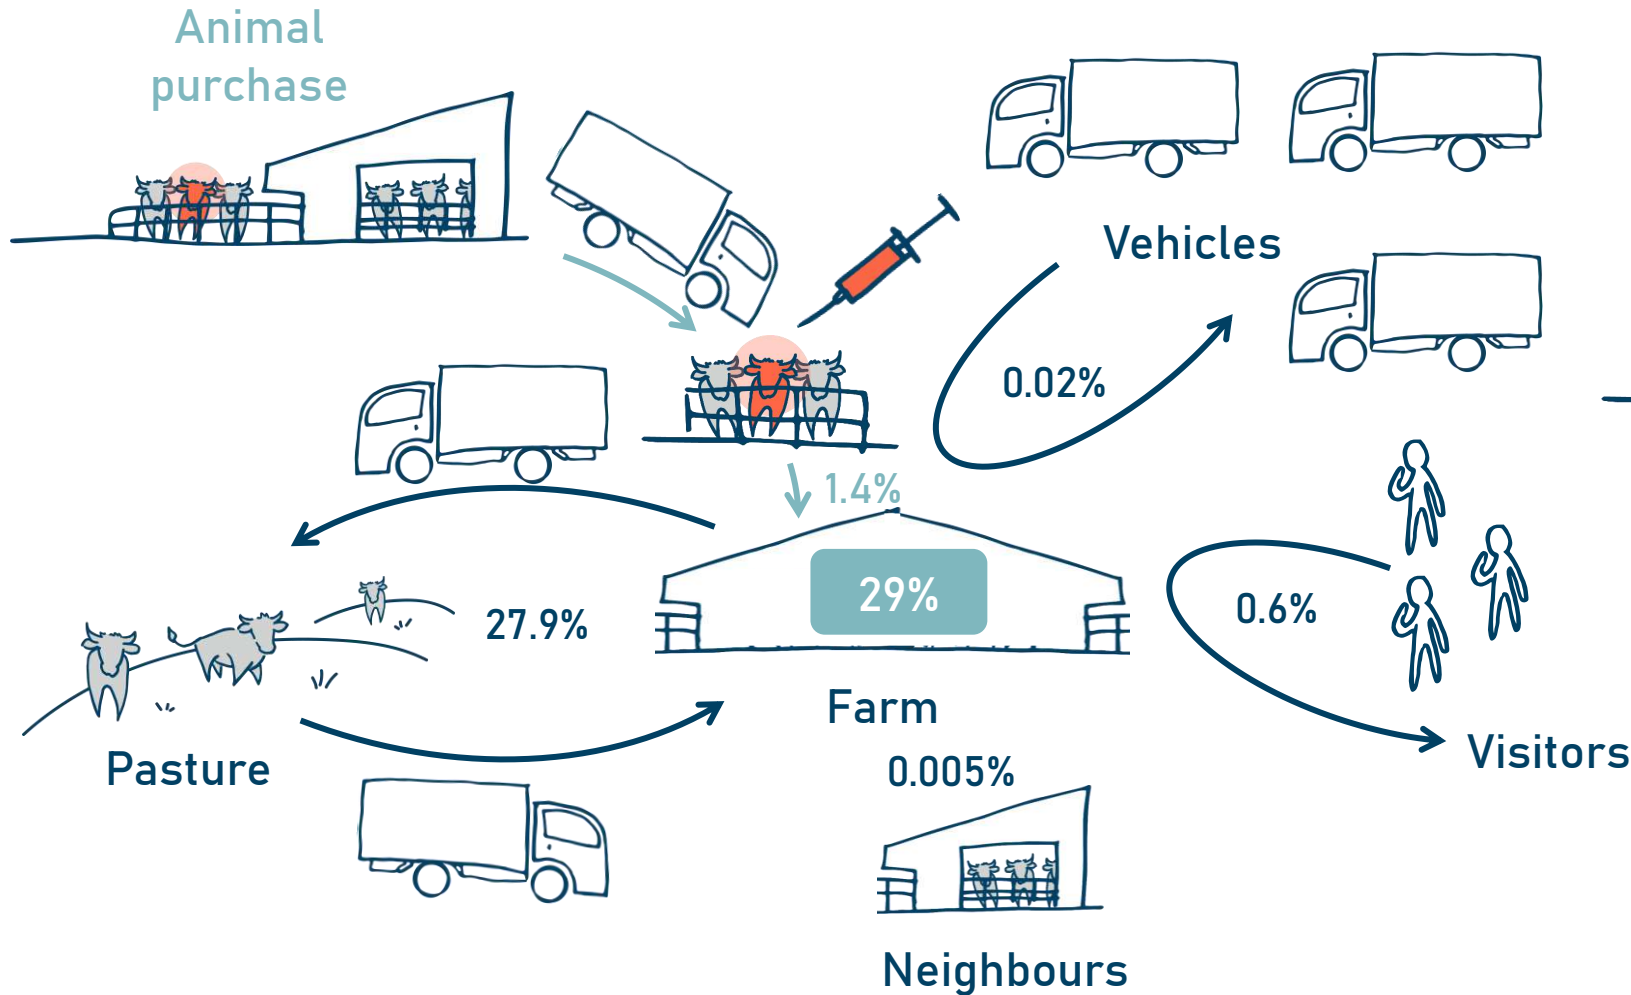 Animal
purchase
Vehicles
0.02%
1.4%
29%
27.9%
0.6%
Farm
Visitors
Pasture
0.005%
Neighbours